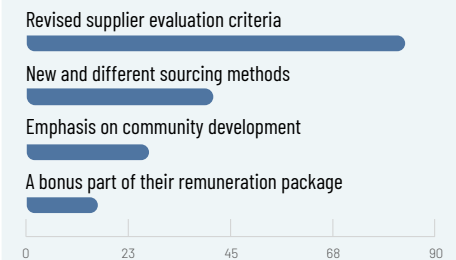 Revised supplier evaluation criteria
New and different sourcing methods
Emphasis on community development
A bonus part of their remuneration package
0 23 45 68 90